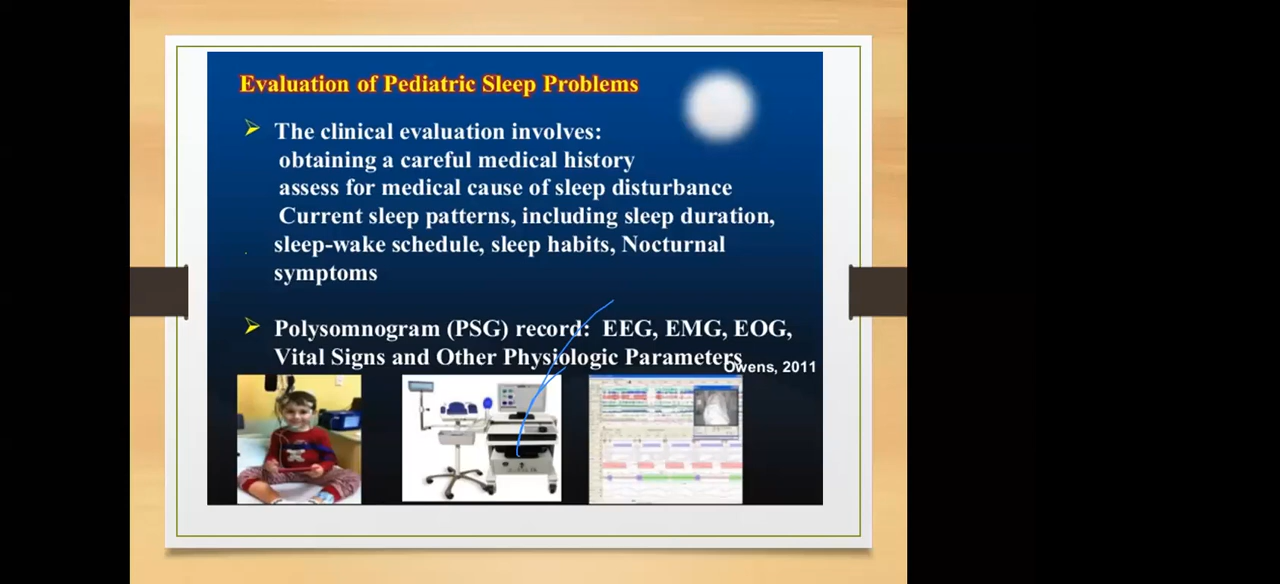 Evaluation of Pediatric Sleep Problems
The clinical evaluation involves:
obtaining a careful medical history
assess for medical cause of sleep disturbance
Current sleep patterns, including sleep duration,
sleep-wake schedule, sleep habits, Nocturnal
symptoms
Polysomnogram (PSG) record: EEG, EMG, EOG,
Vital Signs and Other Physiologic Parameters
Owens, 2011